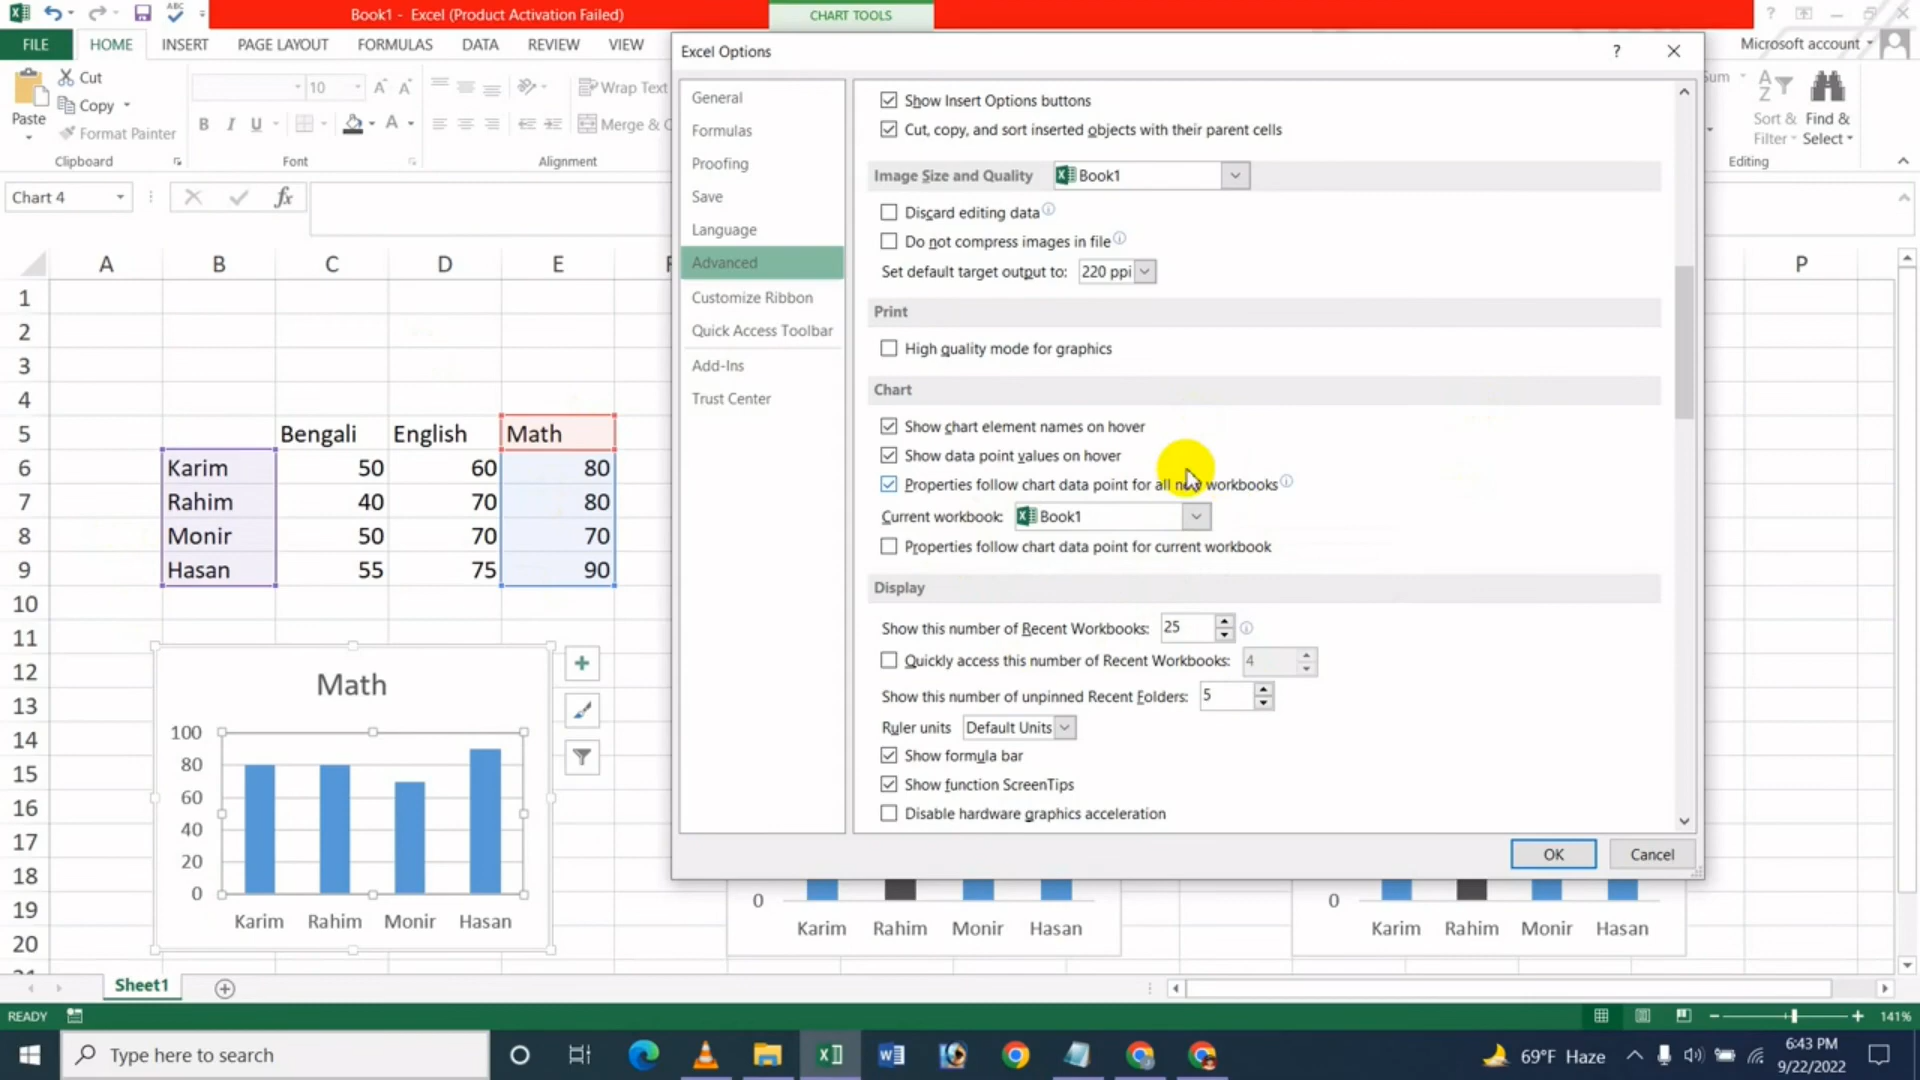 Book1 - Excel (Product Activation Failed)
CHART TOOLS
FILE
HOME
INSERT
PAGE LAYOUT
FORMULAS
DATA
REVIEW
VIEW
Microsoft account
Paste
Cut
Copy
Format Painter
Clipboard
10
B I U
Font
Wrap Text
Merge & C
Alignment
Sum
Sort &
Filter
Find &
Select
Editing
Chart 4
fx
A B C D E F P
1
2
3
4
5 Bengali English Math
6 Karim 50 60 80
7 Rahim 40 70 80
8 Monir 50 70 70
9 Hasan 55 75 90
10
11
12
13
14
15
16
17
18
19
20
21
Math
100
80
60
40
20
0
Karim Rahim Monir Hasan
0
Karim Rahim Monir Hasan
0
Karim Rahim Monir Hasan
Excel Options
General
Formulas
Proofing
Save
Language
Advanced
Customize Ribbon
Quick Access Toolbar
Add-Ins
Trust Center
Show Insert Options buttons
Cut, copy, and sort inserted objects with their parent cells
Image Size and Quality Book1
Discard editing data
Do not compress images in file
Set default target output to: 220 ppi
Print
High quality mode for graphics
Chart
Show chart element names on hover
Show data point values on hover
Properties follow chart data point for all new workbooks
Current workbook: Book1
Properties follow chart data point for current workbook
Display
Show this number of Recent Workbooks: 25
Quickly access this number of Recent Workbooks: 4
Show this number of unpinned Recent Folders: 5
Ruler units Default Units
Show formula bar
Show function ScreenTips
Disable hardware graphics acceleration
OK
Cancel
Sheet1
READY
141%
Type here to search
69°F Haze
6:43 PM
9/22/2022